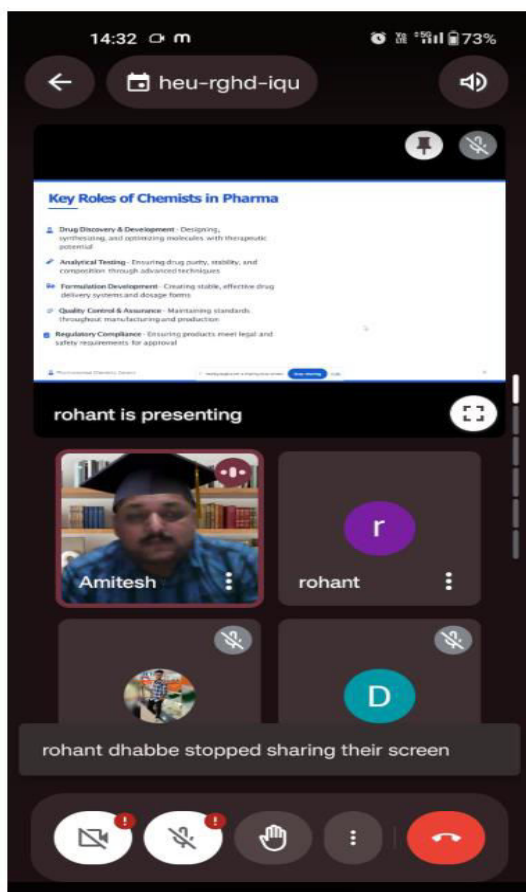 14:32 m 73%
heu-rghd-iqu
Key Roles of Chemists in Pharma
Drug Discovery & Development - Designing,
synthesizing, and optimizing molecules with therapeutic
potential
Analytical Testing - Ensuring drug purity, stability, and
composition through advanced techniques
Formulation Development - Creating stable, effective drug
delivery systems and dosage forms
Quality Control & Assurance - Maintaining standards
throughout manufacturing and production
Regulatory Compliance - Ensuring products meet legal and
safety requirements for approval
rohant is presenting
Amitesh
r
rohant
D
rohant dhabbe stopped sharing their screen